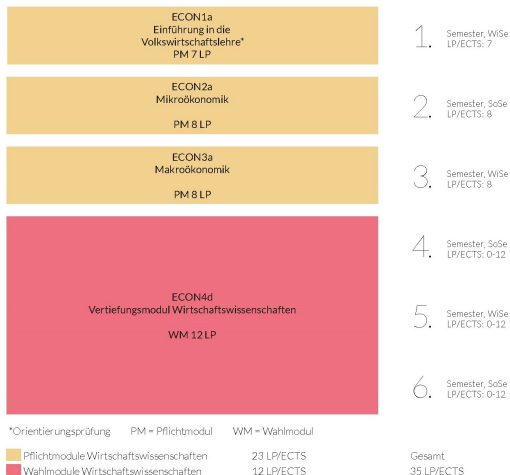 ECON1a
Einführung in die
Volkswirtschaftslehre*
PM 7 LP
1.
Semester, WiSe
LP/ECTS: 7
ECON2a
Mikroökonomik
PM 8 LP
2.
Semester, SoSe
LP/ECTS: 8
ECON3a
Makroökonomik
PM 8 LP
3.
Semester, WiSe
LP/ECTS: 8
ECON4d
Vertiefungsmodul Wirtschaftswissenschaften
WM 12 LP
4.
Semester, SoSe
LP/ECTS: 0-12
5.
Semester, WiSe
LP/ECTS: 0-12
6.
Semester, SoSe
LP/ECTS: 0-12
*Orientierungsprüfung PM = Pflichtmodul WM = Wahlmodul
Pflichtmodule Wirtschaftswissenschaften 23 LP/ECTS Gesamt
Wahlmodule Wirtschaftswissenschaften 12 LP/ECTS 35 LP/ECTS